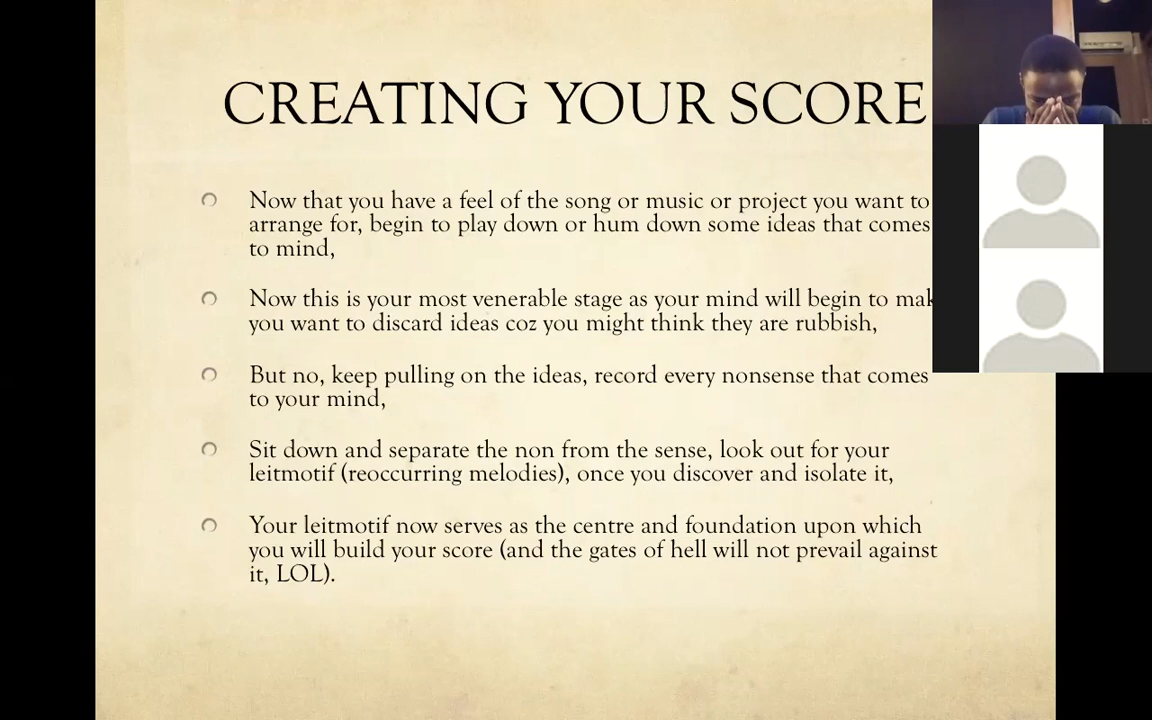 CREATING YOUR SCORE
Now that you have a feel of the song or music or project you want to
arrange for, begin to play down or hum down some ideas that comes
to mind,
Now this is your most venerable stage as your mind will begin to mak
you want to discard ideas coz you might think they are rubbish,
But no, keep pulling on the ideas, record every nonsense that comes
to your mind,
Sit down and separate the non from the sense, look out for your
leitmotif (reoccurring melodies), once you discover and isolate it,
Your leitmotif now serves as the centre and foundation upon which
you will build your score (and the gates of hell will not prevail against
it, LOL).